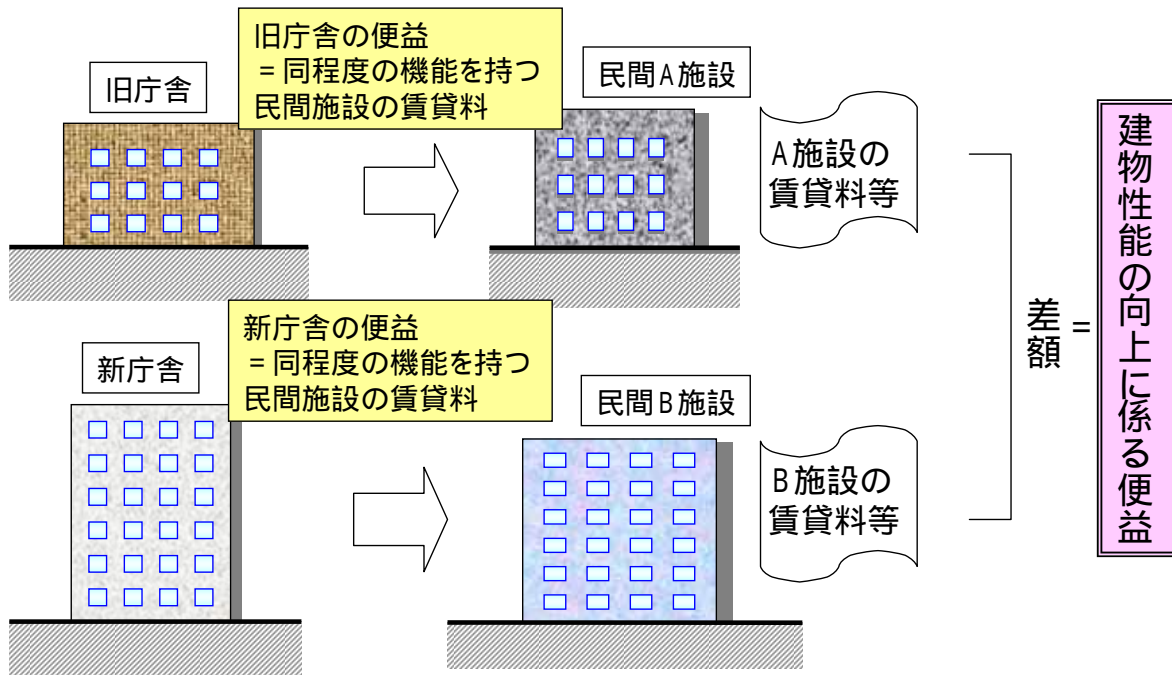 旧庁舎
旧庁舎の便益
=同程度の機能を持つ
民間施設の賃貸料
民間A施設
A施設の
賃貸料等
新庁舎
新庁舎の便益
=同程度の機能を持つ
民間施設の賃貸料
民間B施設
B施設の
賃貸料等
差額
=
建物性能の向上に係る便益